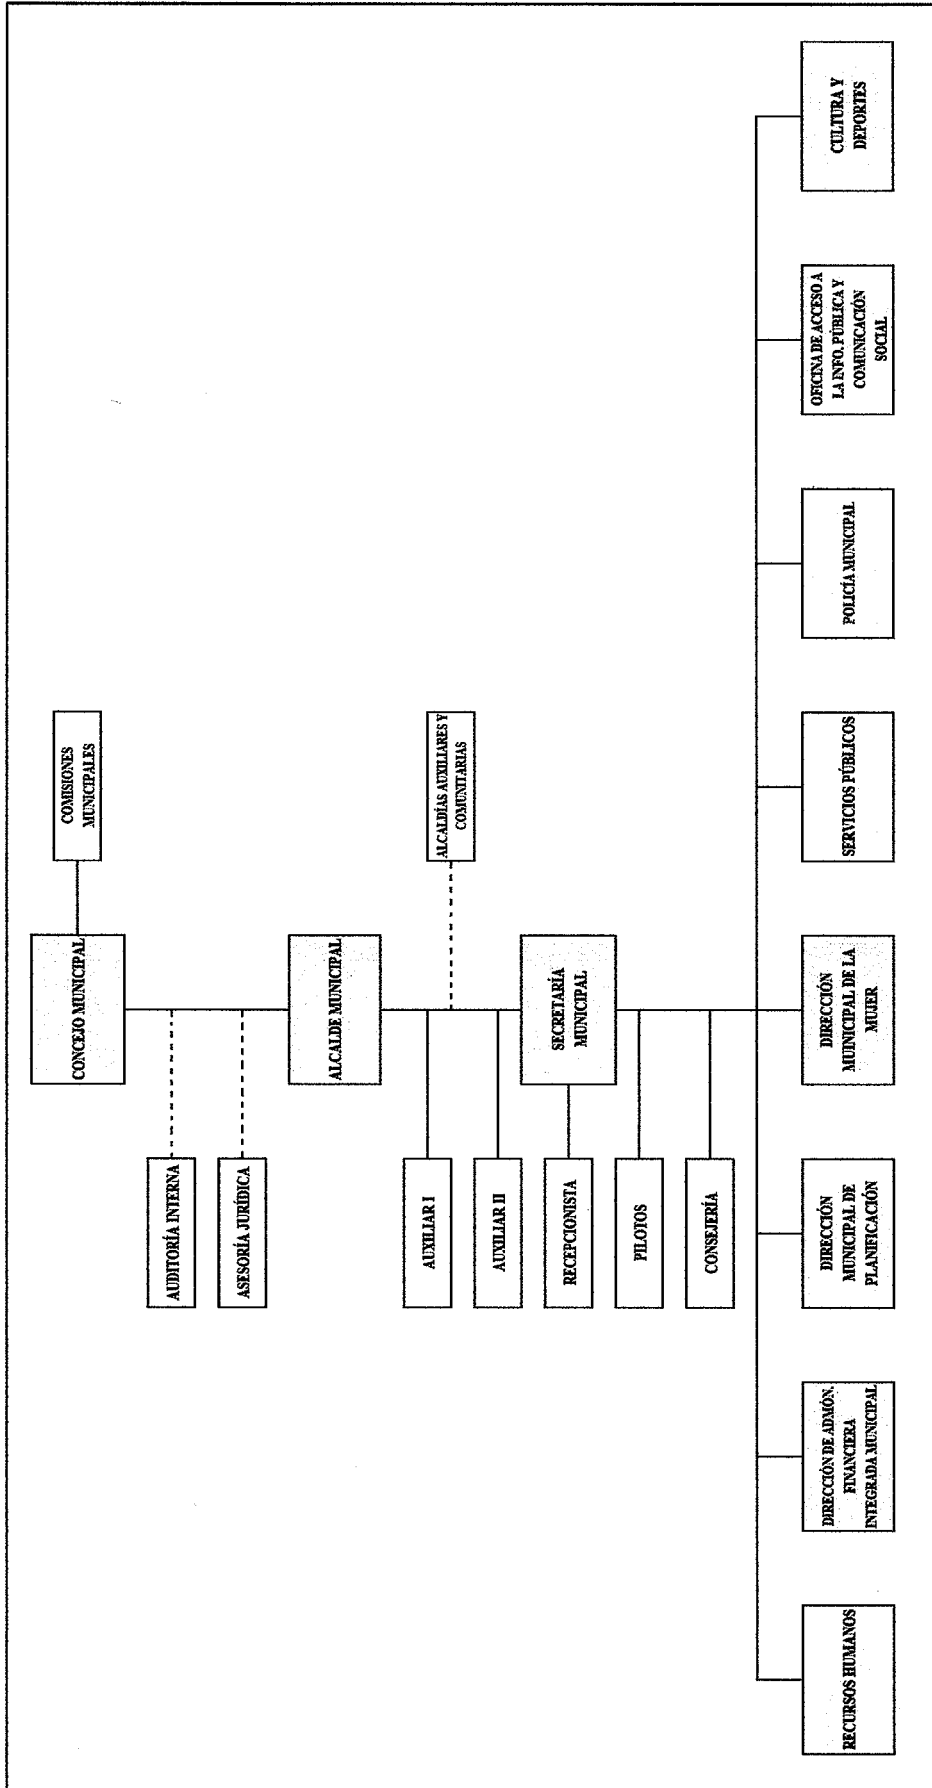 CONCEJO MUNICIPAL
COMISIONES
MUNICIPALES
AUDITORÍA INTERNA
ASESORÍA JURÍDICA
ALCALDE MUNICIPAL
ALCALDÍAS AUXILIARES Y
COMUNITARIAS
AUXILIAR I
AUXILIAR II
SECRETARÍA
MUNICIPAL
RECEPCIONISTA
PILOTOS
CONSEJERÍA
RECURSOS HUMANOS
DIRECCIÓN DE ADMÓN.
FINANCIERA
INTEGRADA MUNICIPAL
DIRECCIÓN
MUNICIPAL DE
PLANIFICACIÓN
DIRECCIÓN
MUINICIPAL DE LA
MUJER
SERVICIOS PÚBLICOS
POLICÍA MUNICIPAL
OFICINA DE ACCESO A
LA INFO. PÚBLICA Y
COMUNICACIÓN
SOCIAL
CULTURA Y
DEPORTES